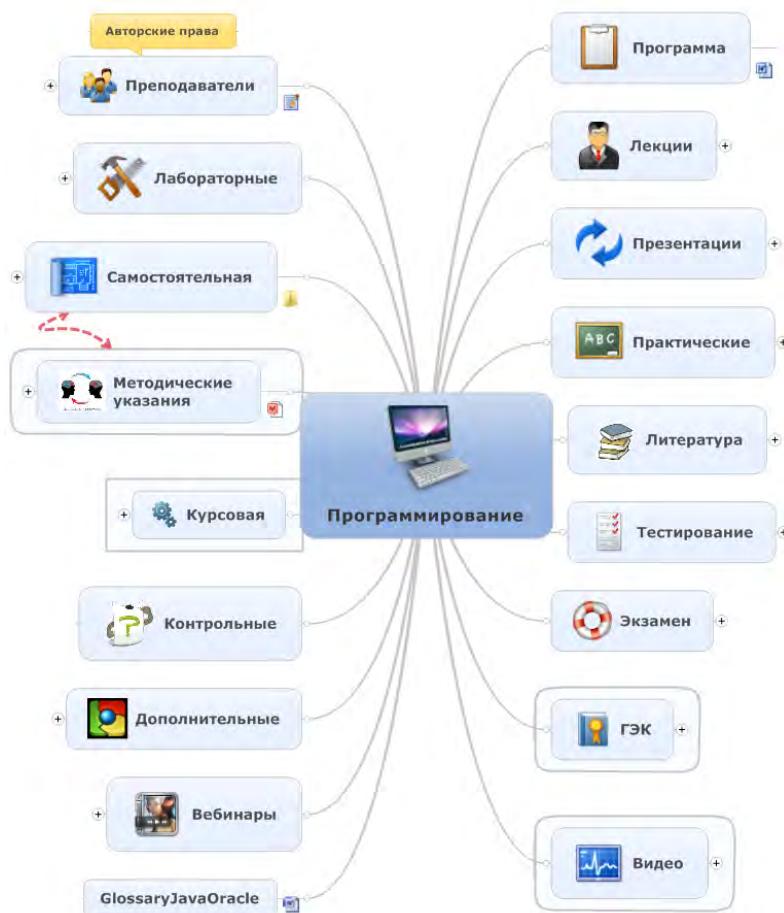 Авторские права
Преподаватели
Лабораторные
Самостоятельная
Методические
указания
Курсовая
Контрольные
Дополнительные
Вебинары
GlossaryJavaOracle
Программирование
Программа
Лекции
Презентации
ABC
Практические
Литература
Тестирование
Экзамен
ГЭК
Видео